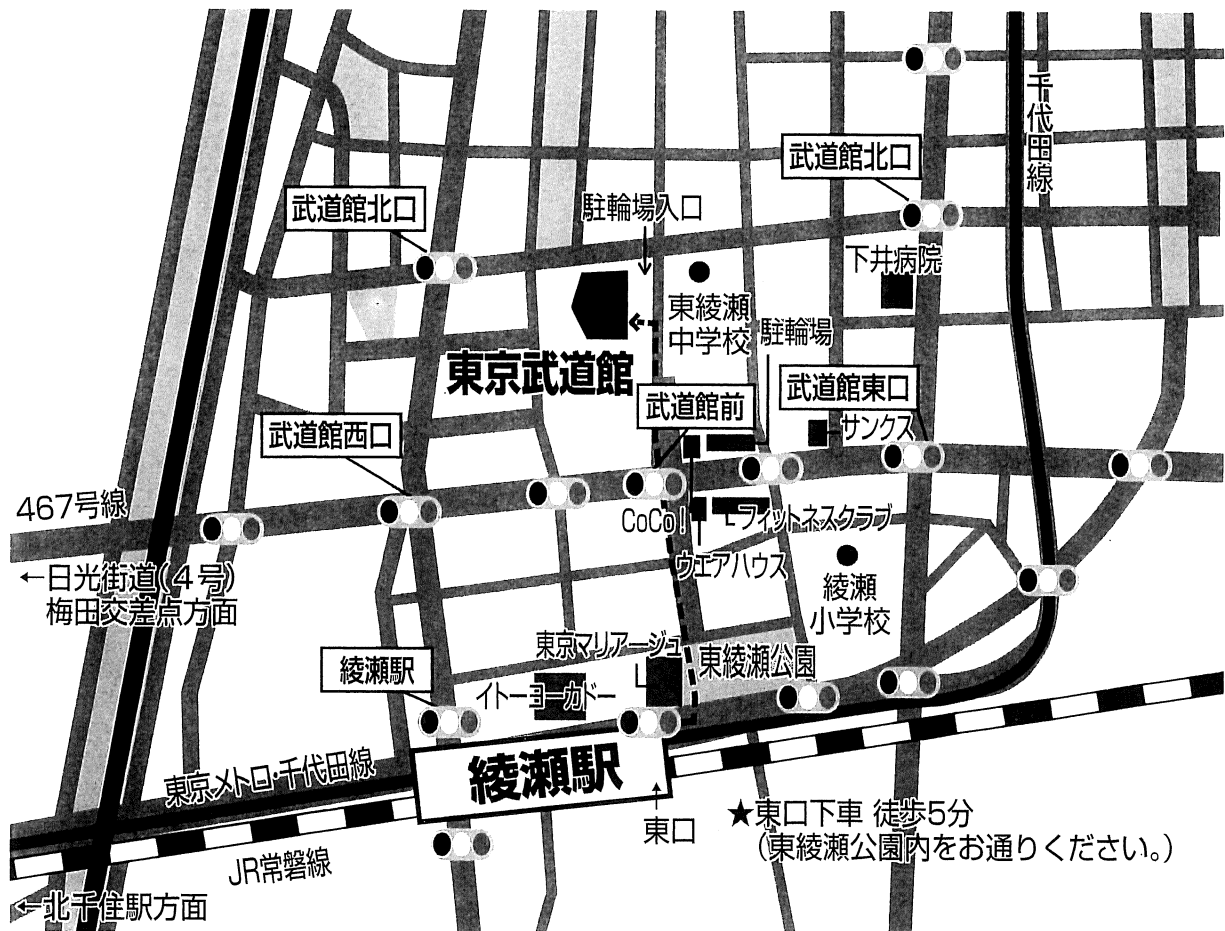 千代田線
武道館北口
武道館北口
駐輪場入口
下井病院
東綾瀬
中学校
駐輪場
東京武道館
武道館前
武道館東口
サンクス
武道館西口
467号線
CoCo!
フィットネスクラブ
ウエアハウス
←日光街道(4号)
梅田交差点方面
綾瀬
小学校
東京マリアージュ
東綾瀬公園
綾瀬駅
イトーヨーカドー
綾瀬駅
東京メトロ・千代田線
東口
★東口下車 徒歩5分
(東綾瀬公園内をお通りください。)
JR常磐線
←北千住駅方面